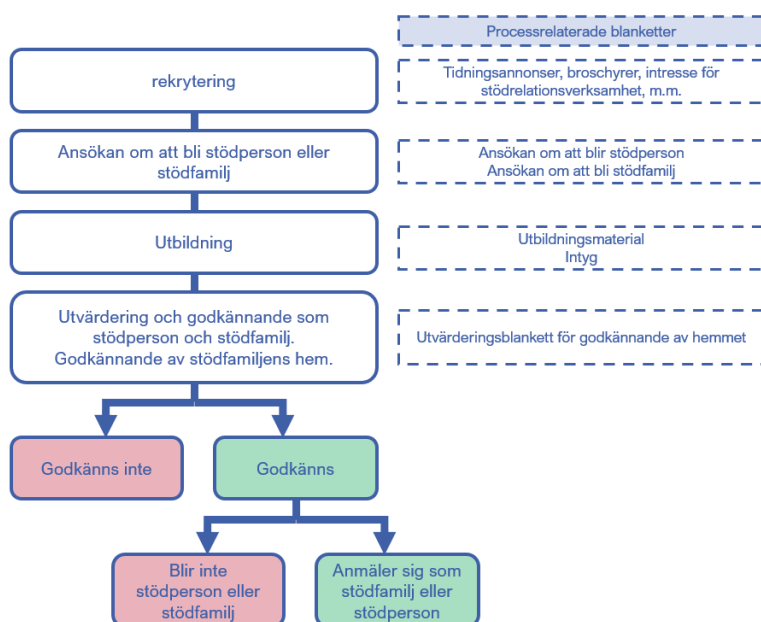 Processrelaterade blanketter
rekrytering
Tidningsannonser, broschyrer, intresse för
stödrelationsverksamhet, m.m.
Ansökan om att bli stödperson eller
stödfamilj
Ansökan om att blir stödperson
Ansökan om att bli stödfamilj
Utbildning
Utbildningsmaterial
Intyg
Utvärdering och godkännande som
stödperson och stödfamilj.
Godkännande av stödfamiljens hem.
Utvärderingsblankett för godkännande av hemmet
Godkänns inte
Godkänns
Blir inte
stödperson eller
stödfamilj
Anmäler sig som
stödfamilj eller
stödperson